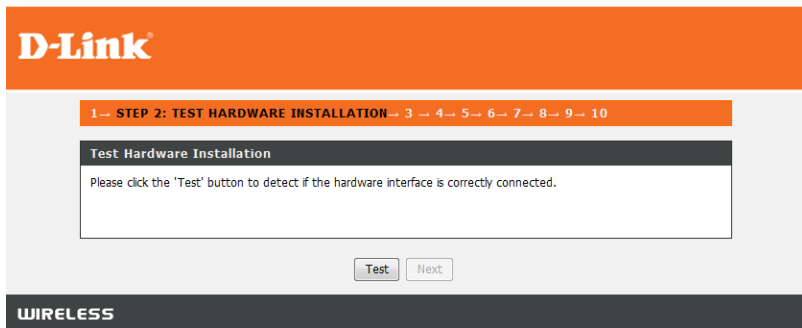 D-Link
1→ STEP 2: TEST HARDWARE INSTALLATION→ 3 → 4→ 5→ 6→ 7→ 8→ 9→ 10
Test Hardware Installation
Please click the 'Test' button to detect if the hardware interface is correctly connected.
Test Next
WIRELESS